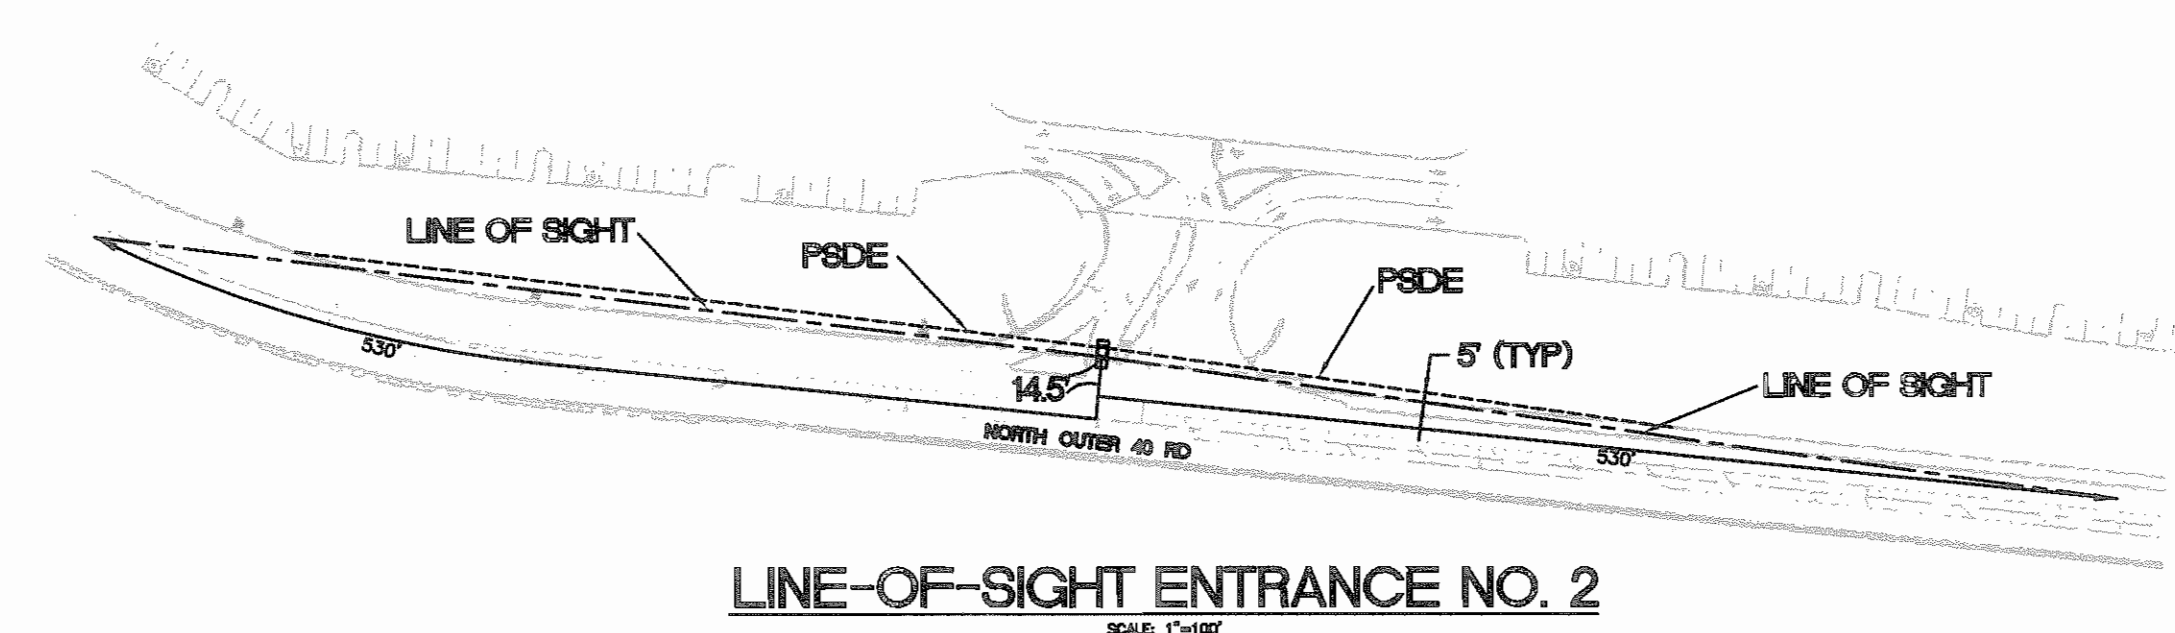 LINE OF SIGHT
PSDE
PSDE
5' (TYP)
LINE OF SIGHT
530'
14.5'
NORTH OUTER 40 RD
530'
LINE-OF-SIGHT ENTRANCE NO. 2
SCALE: 1"=100'